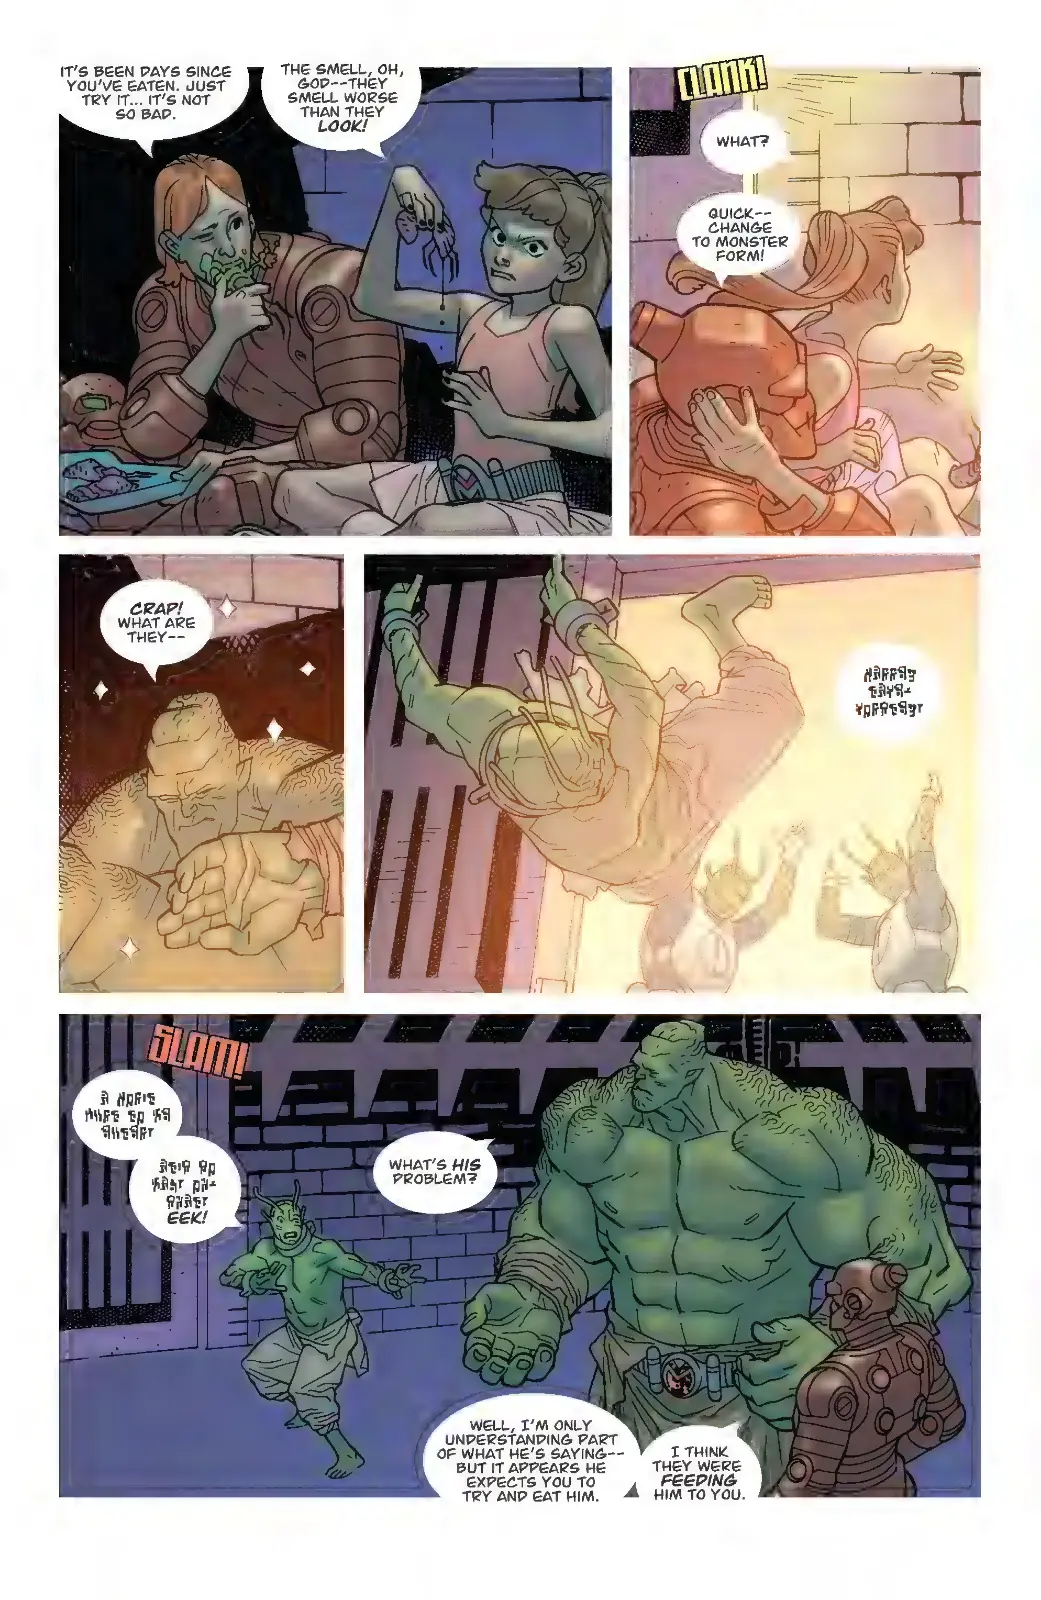 IT'S BEEN DAYS SINCE
YOU'VE EATEN. JUST
TRY IT... IT'S NOT
SO BAD.
THE SMELL, OH,
GOD--THEY
SMELL WORSE
THAN THEY
LOOK!
CLANK!
WHAT?
QUICK--
CHANGE
TO MONSTER
FORM!
CRAP!
WHAT ARE
THEY--
SLAM!
EEK!
WHAT'S HIS
PROBLEM?
WELL, I'M ONLY
UNDERSTANDING PART
OF WHAT HE'S SAYING--
BUT IT APPEARS HE
EXPECTS YOU TO
TRY AND EAT HIM.
I THINK
THEY WERE
FEEDING
HIM TO YOU.